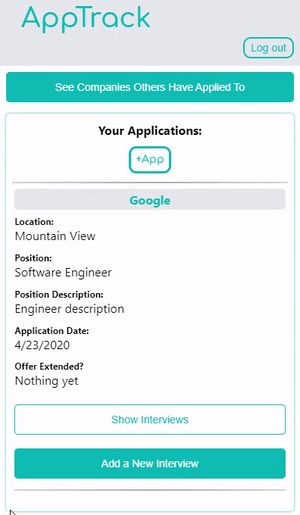 AppTrack
Log out
See Companies Others Have Applied To
Your Applications:
+App
Google
Location:
Mountain View
Position:
Software Engineer
Position Description:
Engineer description
Application Date:
4/23/2020
Offer Extended?
Nothing yet
Show Interviews
Add a New Interview